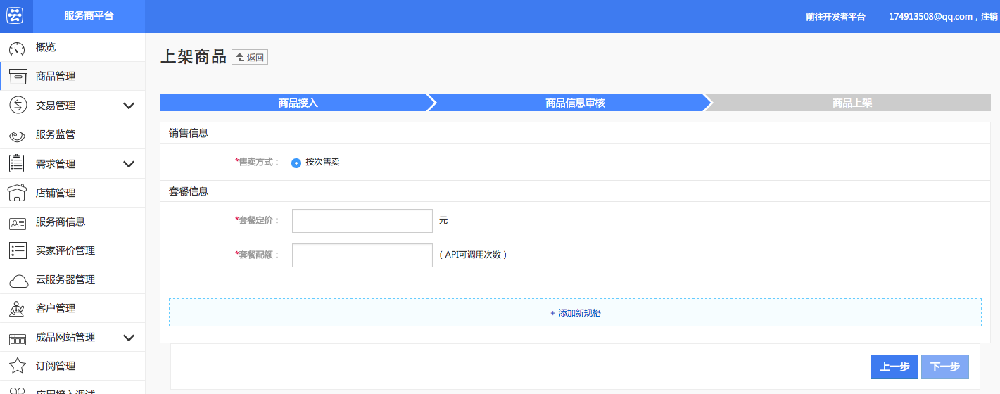 服务商平台
前往开发者平台
174913508@qq.com，注销
概览
商品管理
交易管理
服务监管
需求管理
店铺管理
服务商信息
买家评价管理
云服务器管理
客户管理
成品网站管理
订阅管理
应用接入调试
上架商品
返回
商品接入
商品信息审核
商品上架
销售信息
*售卖方式：
按次售卖
套餐信息
*套餐定价：
元
*套餐配额：
（ API可调用次数 ）
+ 添加新规格
上一步
下一步